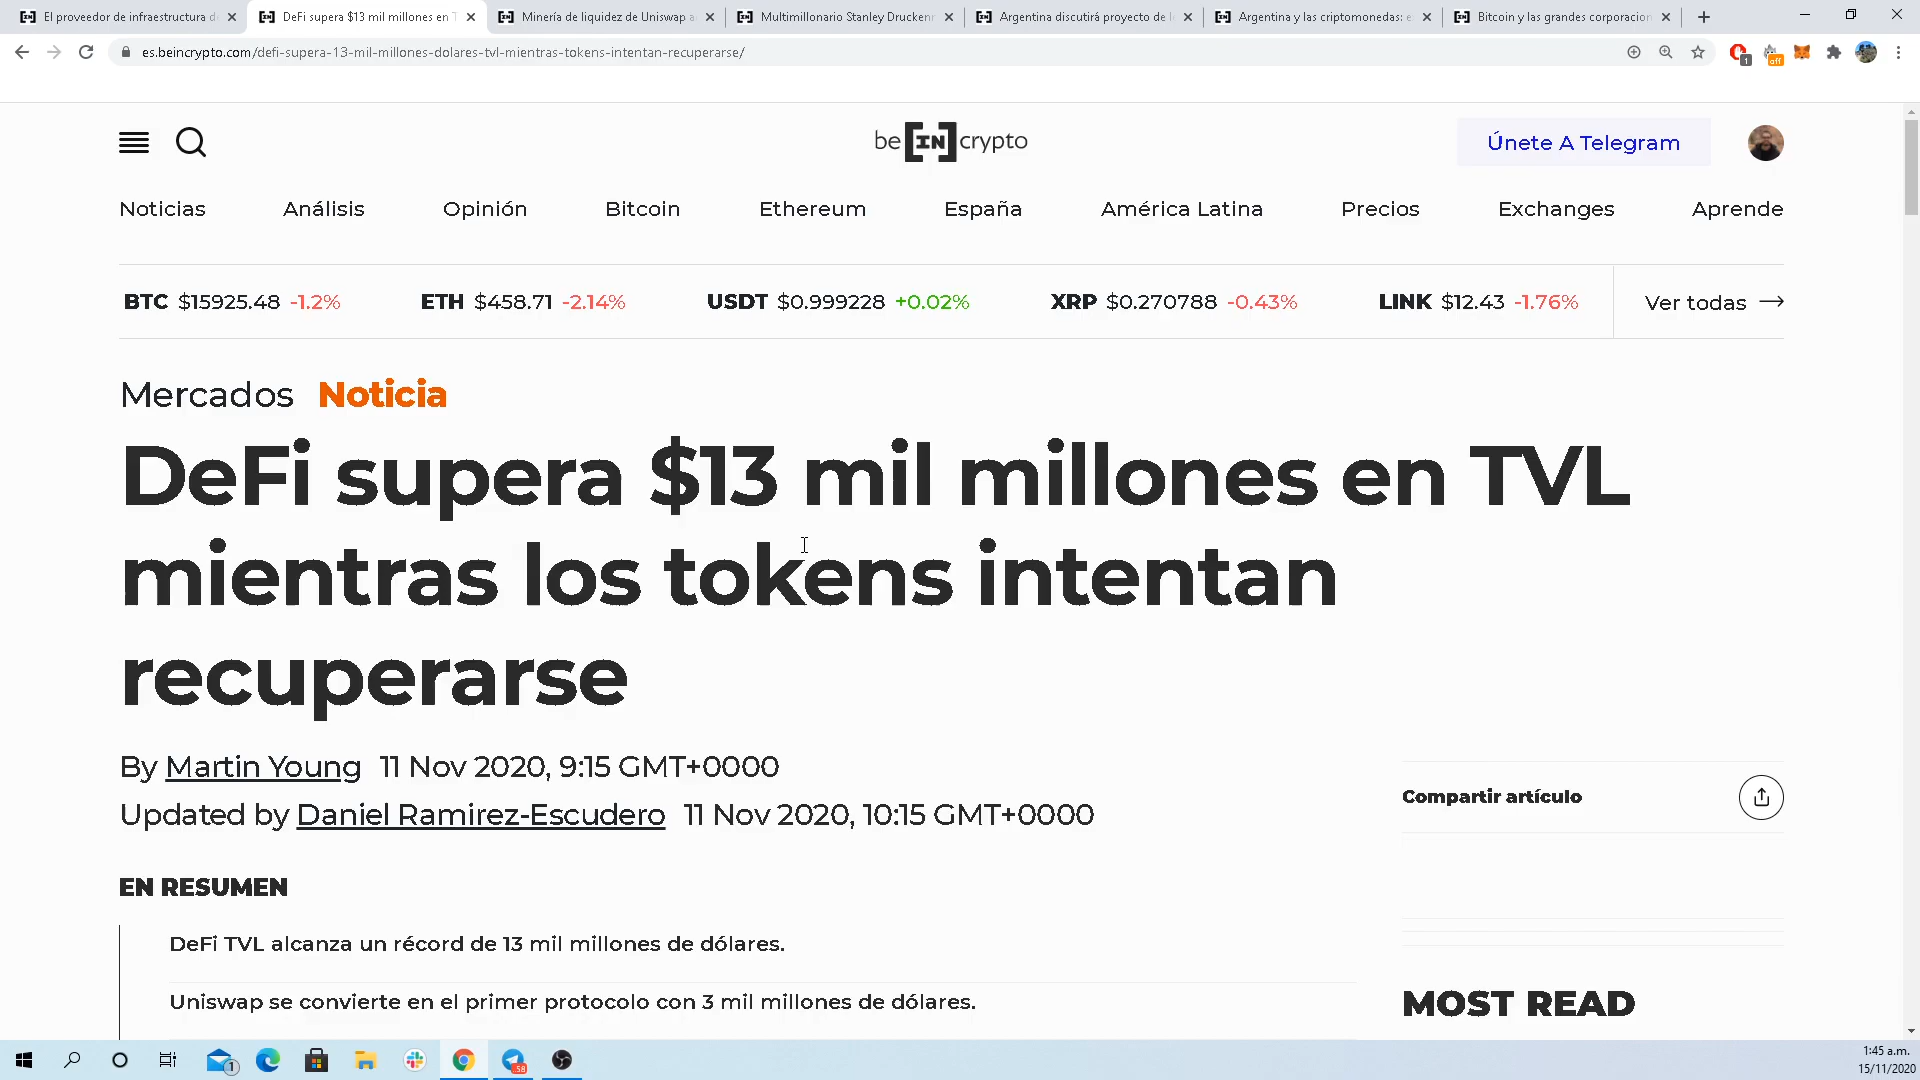 El proveedor de infraestructura d
DeFi supera $13 mil millones en T
Minería de liquidez de Uniswap a
Multimillonario Stanley Druckenm
Argentina discutirá proyecto de l
Argentina y las criptomonedas: e
Bitcoin y las grandes corporacion
es.beincrypto.com/defi-supera-13-mil-millones-dolares-tvl-mientras-tokens-intentan-recuperarse/
1
off
be[IN]crypto
Únete A Telegram
Noticias Análisis Opinión Bitcoin Ethereum España América Latina Precios Exchanges Aprende
BTC $15925.48 -1.2% ETH $458.71 -2.14% USDT $0.999228 +0.02% XRP $0.270788 -0.43% LINK $12.43 -1.76% Ver todas →
Mercados Noticia
DeFi supera $13 mil millones en TVL
mientras los tokens intentan
recuperarse
By Martin Young 11 Nov 2020, 9:15 GMT+0000
Updated by Daniel Ramirez-Escudero 11 Nov 2020, 10:15 GMT+0000
Compartir artículo
EN RESUMEN
DeFi TVL alcanza un récord de 13 mil millones de dólares.
Uniswap se convierte en el primer protocolo con 3 mil millones de dólares.
MOST READ
1
58
1:45 a.m.
15/11/2020